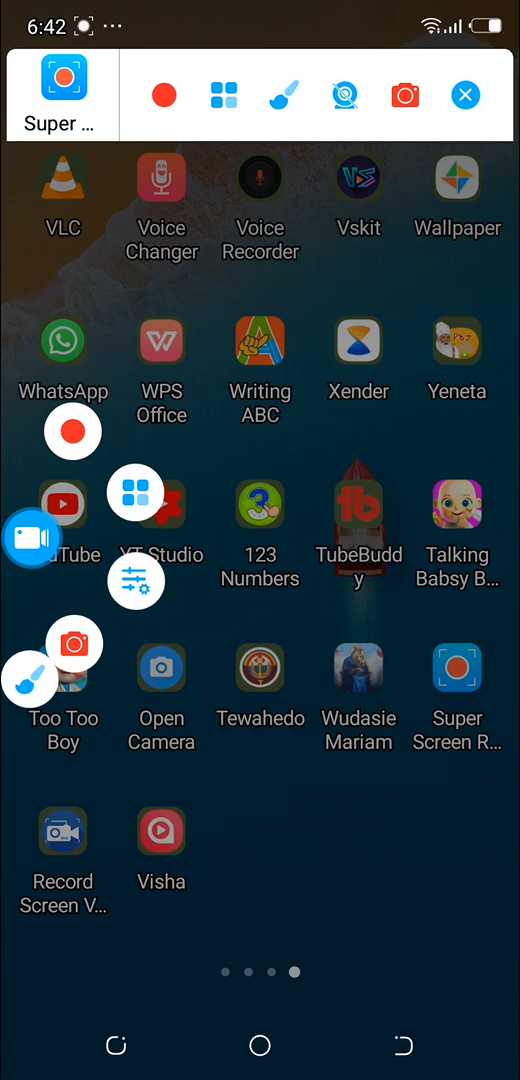 6:42
Super ...
VLC
Voice Changer
Voice Recorder
Vskit
Wallpaper
WhatsApp
WPS Office
Writing ABC
Xender
Yeneta
uTube
YT Studio
123 Numbers
TubeBuddy
Talking Babsy B...
Too Too Boy
Open Camera
Tewahedo
Wudasie Mariam
Super Screen R...
Record Screen V...
Visha